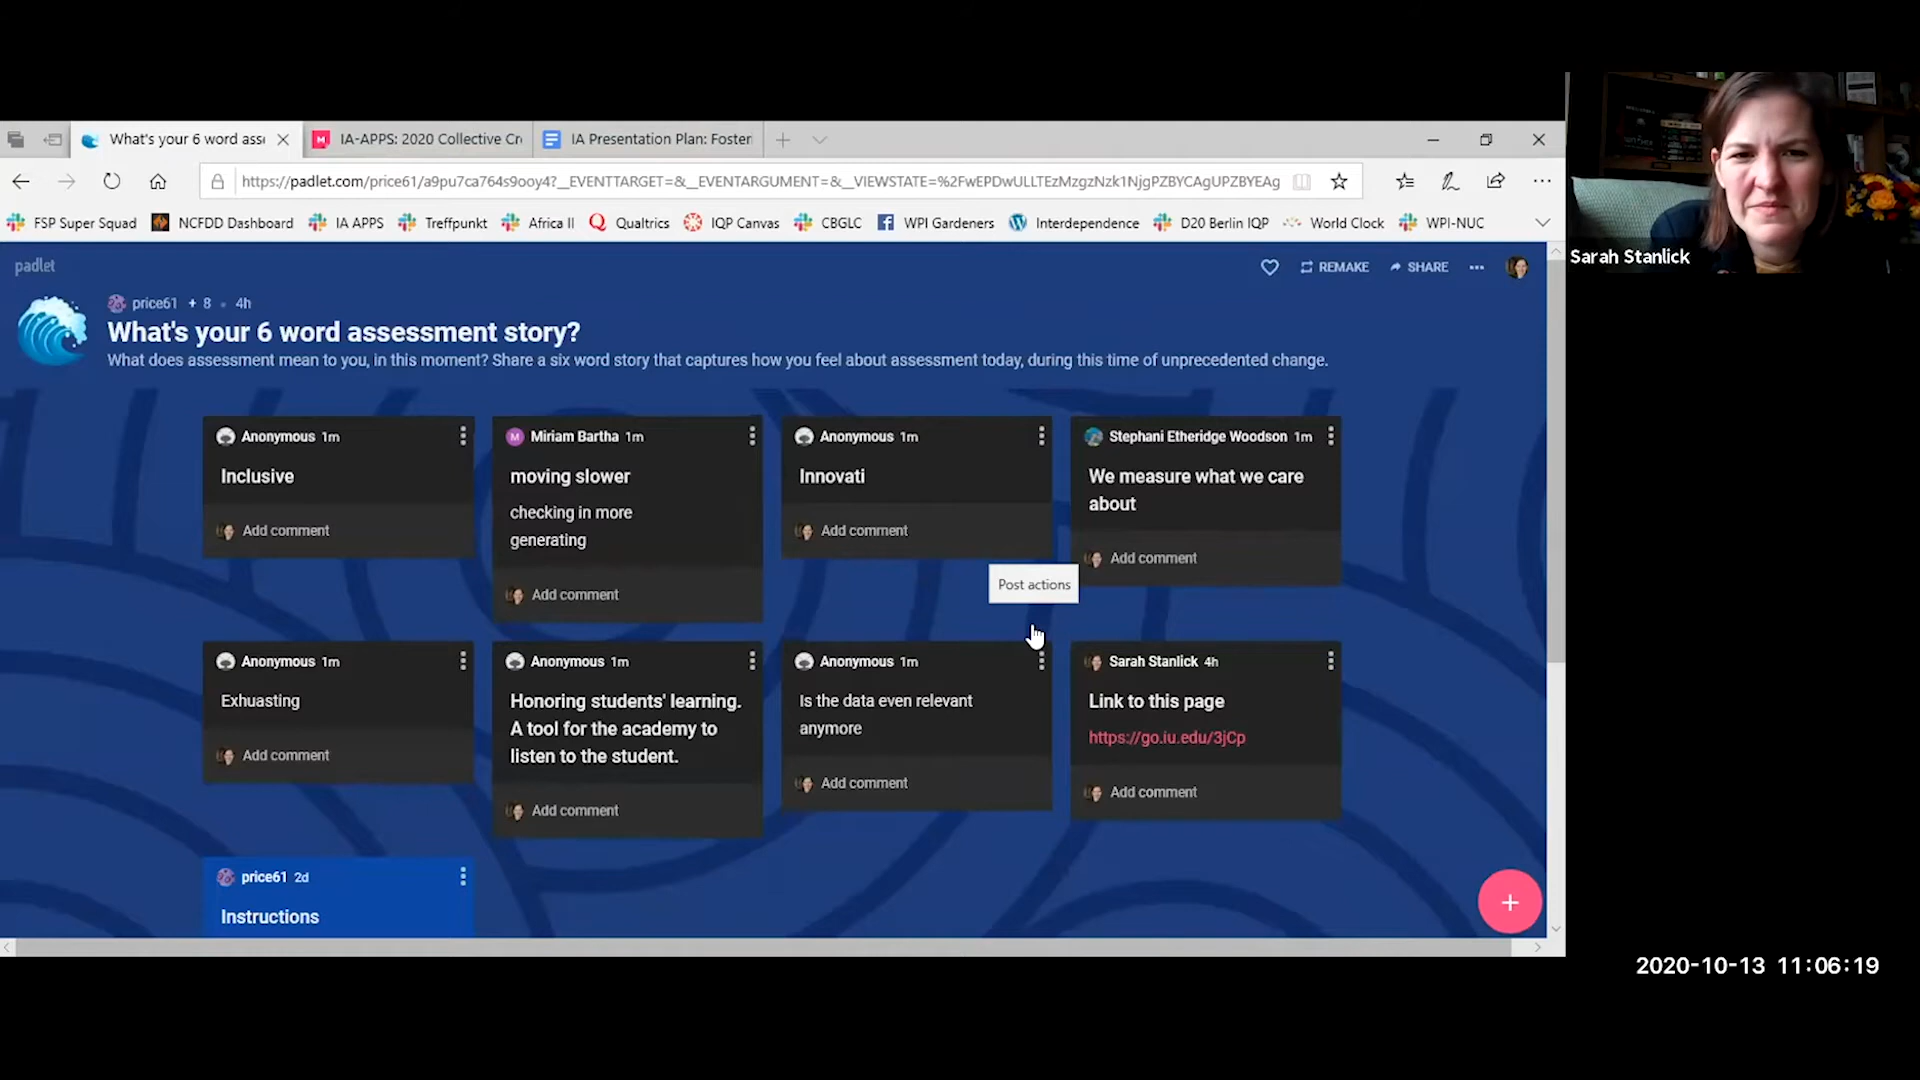 What's your 6 word asse
IA-APPS: 2020 Collective Cr
IA Presentation Plan: Foster
https://padlet.com/price61/a9pu7ca764s9ooy4?__EVENTTARGET=&__EVENTARGUMENT=&__VIEWSTATE=%2FwEPDwULLTEzMzgzNzk1NjgPZBYCAgUPZBYEAg
FSP Super Squad
NCFDD Dashboard
IA APPS
Treffpunkt
Africa II
Qualtrics
IQP Canvas
CBGLC
WPI Gardeners
Interdependence
D20 Berlin IQP
World Clock
WPI-NUC
Sarah Stanlick
padlet
REMAKE
SHARE
price61 + 8 • 4h
What's your 6 word assessment story?
What does assessment mean to you, in this moment? Share a six word story that captures how you feel about assessment today, during this time of unprecedented change.
Anonymous 1m
Inclusive
Add comment
M Miriam Bartha 1m
moving slower
checking in more
generating
Add comment
Anonymous 1m
Innovati
Add comment
Stephani Etheridge Woodson 1m
We measure what we care
about
Add comment
Post actions
Anonymous 1m
Exhuasting
Add comment
Anonymous 1m
Honoring students' learning.
A tool for the academy to
listen to the student.
Add comment
Anonymous 1m
Is the data even relevant
anymore
Add comment
Sarah Stanlick 4h
Link to this page
https://go.iu.edu/3jCp
Add comment
price61 2d
Instructions
2020-10-13 11:06:19